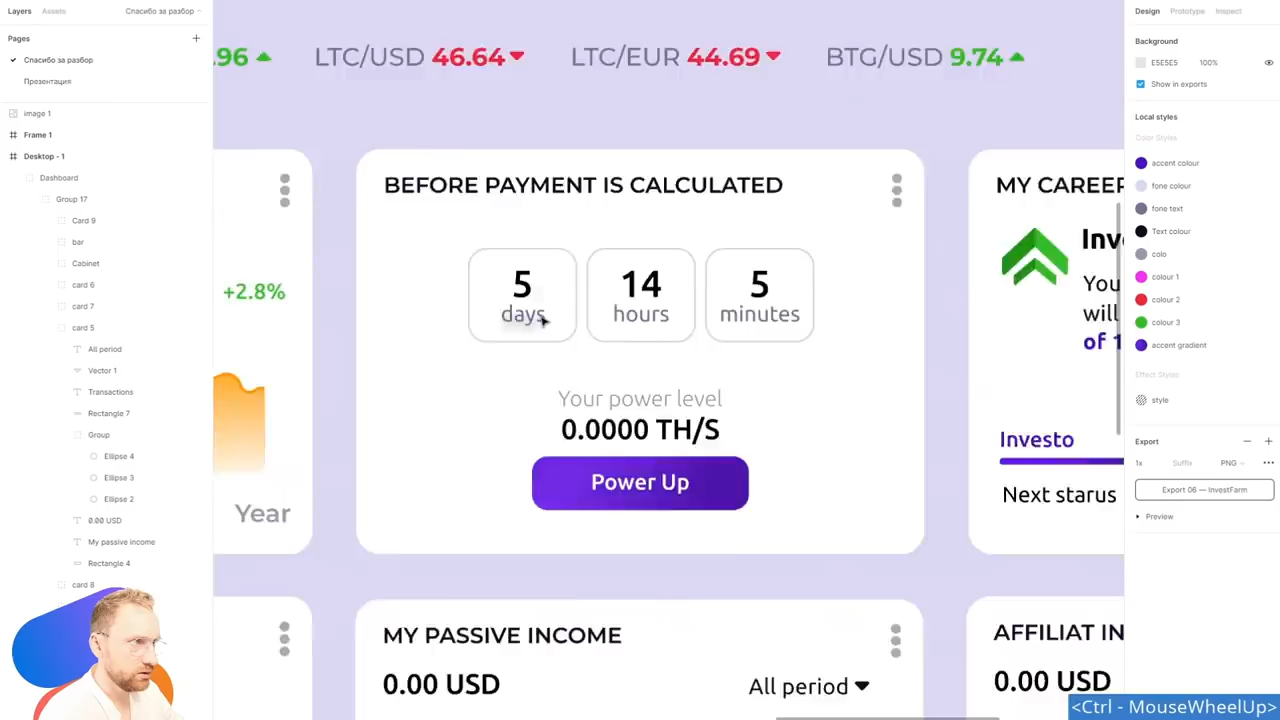 Layers
Assets
Спасибо за разбор
Pages
Спасибо за разбор
Презентация
image 1
Frame 1
Desktop - 1
Dashboard
Group 17
Card 9
bar
Cabinet
card 6
card 7
card 5
All period
Vector 1
Transactions
Rectangle 7
Group
Ellipse 4
Ellipse 3
Ellipse 2
0.00 USD
My passive income
Rectangle 4
card 8
.96
LTC/USD 46.64
LTC/EUR 44.69
BTG/USD 9.74
+2.8%
Year
BEFORE PAYMENT IS CALCULATED
5
days
14
hours
5
minutes
Your power level
0.0000 TH/S
Power Up
MY CAREER
Inv
You
will
of 1
Investo
Next starus
MY PASSIVE INCOME
0.00 USD
All period
AFFILIAT IN
0.00 USD
Design
Prototype
Inspect
Background
E5E5E5
100%
Show in exports
Local styles
Color Styles
accent colour
fone colour
fone text
Text colour
colo
colour 1
colour 2
colour 3
accent gradient
Effect Styles
style
Export
1x
Suffix
PNG
Export 06 — InvestFarm
Preview
<Ctrl - MouseWheelUp>